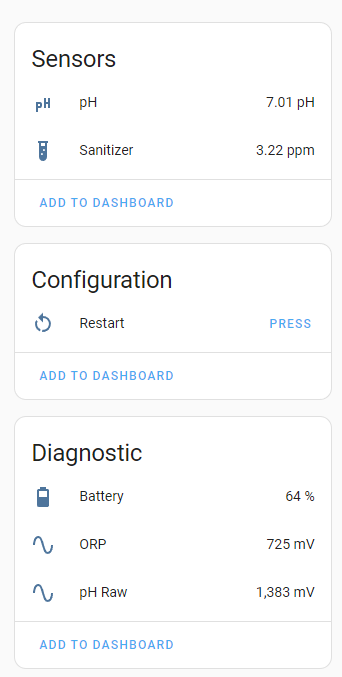 Sensors
pH pH 7.01 pH
Sanitizer 3.22 ppm
ADD TO DASHBOARD
Configuration
Restart PRESS
ADD TO DASHBOARD
Diagnostic
Battery 64 %
ORP 725 mV
pH Raw 1,383 mV
ADD TO DASHBOARD